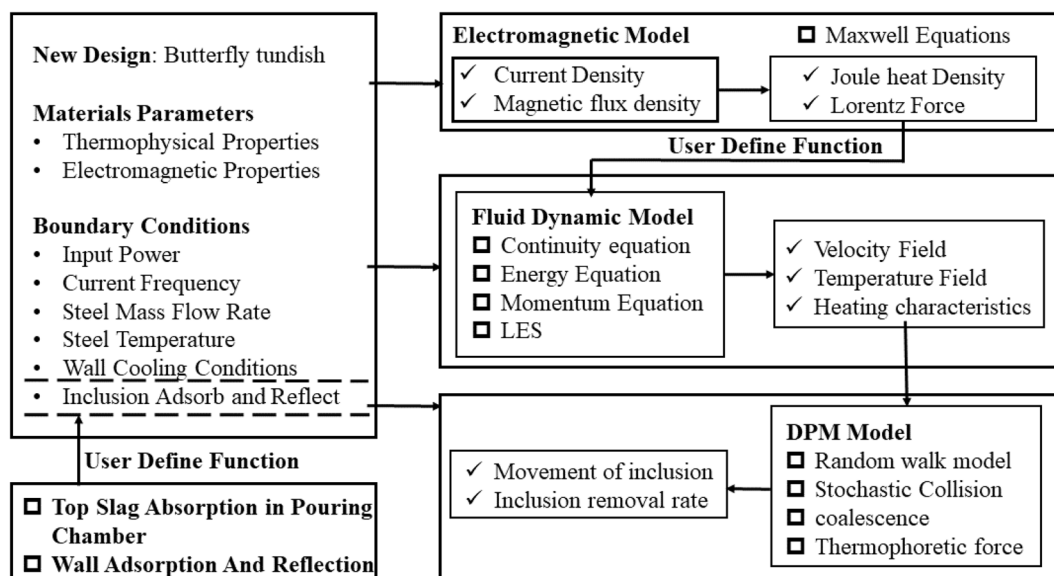 New Design: Butterfly tundish
Materials Parameters
• Thermophysical Properties
• Electromagnetic Properties
Boundary Conditions
• Input Power
• Current Frequency
• Steel Mass Flow Rate
• Steel Temperature
• Wall Cooling Conditions
• Inclusion Adsorb and Reflect
User Define Function
Top Slag Absorption in Pouring
Chamber
Wall Adsorption And Reflection
Electromagnetic Model
Maxwell Equations
✓ Current Density
✓ Magnetic flux density
✓ Joule heat Density
✓ Lorentz Force
User Define Function
Fluid Dynamic Model
Continuity equation
Energy Equation
Momentum Equation
LES
✓ Velocity Field
✓ Temperature Field
✓ Heating characteristics
DPM Model
Random walk model
Stochastic Collision
coalescence
Thermophoretic force
✓ Movement of inclusion
✓ Inclusion removal rate